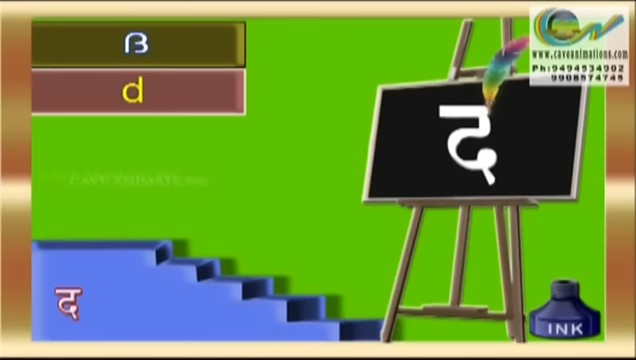 ദ
d
www.caveanimations.com
Ph:9494534902
9908574745
द
द
INK